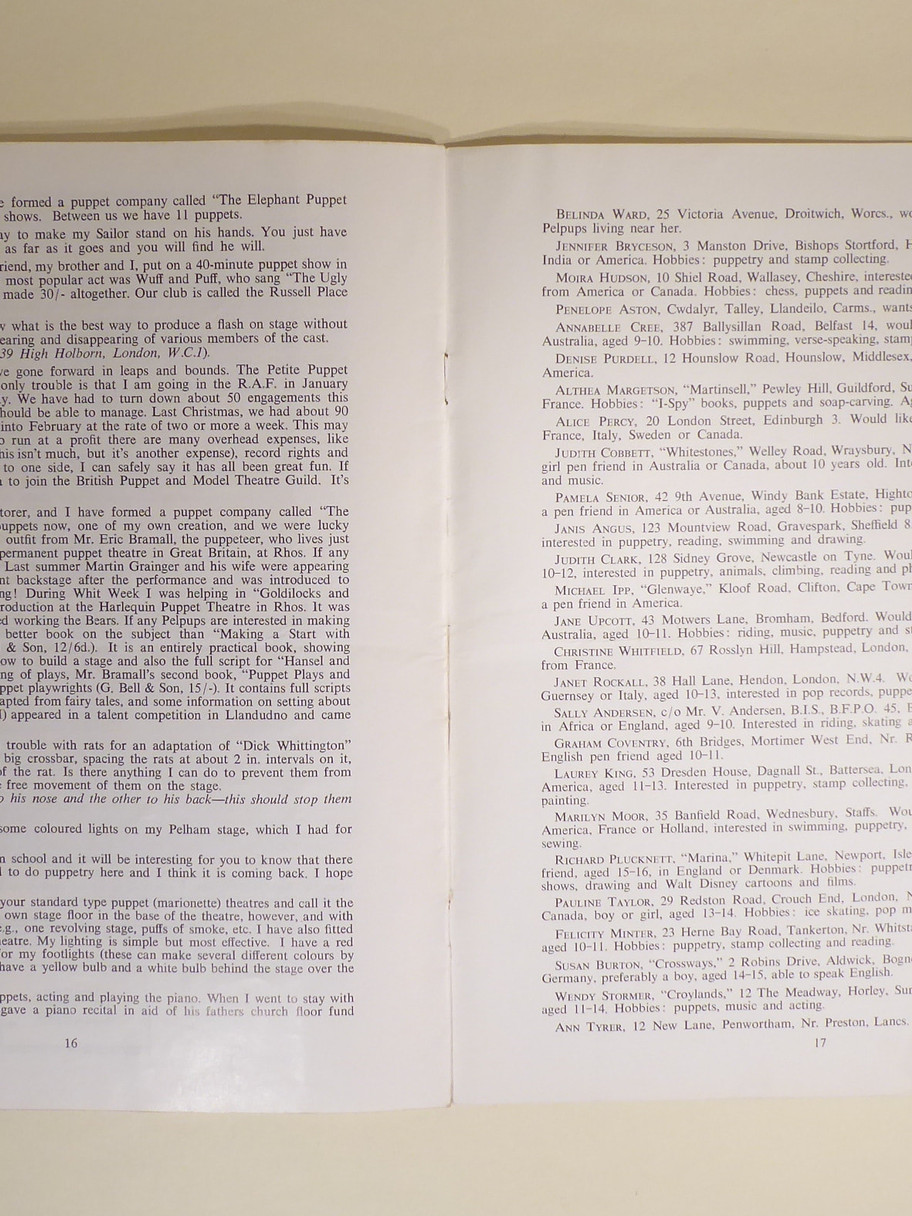 formed a puppet company called "The Elephant Puppet
shows. Between us we have 11 puppets.
to make my Sailor stand on his hands. You just have
as far as it goes and you will find he will.
my brother and I, put on a 40-minute puppet show in
most popular act was Wuff and Puff, who sang "The Ugly
made 30/- altogether. Our club is called the Russell Place
what is the best way to produce a flash on stage without
and disappearing of various members of the cast.
39 High Holborn, London, W.C.1).
gone forward in leaps and bounds. The Petite Puppet
only trouble is that I am going in the R.A.F. in January
We have had to turn down about 50 engagements this
should be able to manage. Last Christmas, we had about 90
into February at the rate of two or more a week. This may
run at a profit there are many overhead expenses, like
isn't much, but it's another expense), record rights and
to one side, I can safely say it has all been great fun. If
to join the British Puppet and Model Theatre Guild. It's
and I have formed a puppet company called "The
puppets now, one of my own creation, and we were lucky
outfit from Mr. Eric Bramall, the puppeteer, who lives just
permanent puppet theatre in Great Britain, at Rhos. If any
Last summer Martin Grainger and his wife were appearing
backstage after the performance and was introduced to
During Whit Week I was helping in "Goldilocks and
production at the Harlequin Puppet Theatre in Rhos. It was
working the Bears. If any Pelpups are interested in making
better book on the subject than "Making a Start with
& Son, 12/6d.). It is an entirely practical book, showing
how to build a stage and also the full script for "Hansel and
of plays, Mr. Bramall's second book, "Puppet Plays and
playwrights (G. Bell & Son, 15/-). It contains full scripts
adapted from fairy tales, and some information on setting about
appeared in a talent competition in Llandudno and came
trouble with rats for an adaptation of "Dick Whittington"
big crossbar, spacing the rats at about 2 in. intervals on it,
of the rat. Is there anything I can do to prevent them from
free movement of them on the stage.
his nose and the other to his back—this should stop them
some coloured lights on my Pelham stage, which I had for
school and it will be interesting for you to know that there
to do puppetry here and I think it is coming back. I hope
your standard type puppet (marionette) theatres and call it the
own stage floor in the base of the theatre, however, and with
e.g., one revolving stage, puffs of smoke, etc. I have also fitted
My lighting is simple but most effective. I have a red
for my footlights (these can make several different colours by
have a yellow bulb and a white bulb behind the stage over the
acting and playing the piano. When I went to stay with
gave a piano recital in aid of his fathers church floor fund
16
BELINDA WARD, 25 Victoria Avenue, Droitwich, Worcs.,
Pelpups living near her.
JENNIFER BRYCESON, 3 Manston Drive, Bishops Stortford,
India or America. Hobbies: puppetry and stamp collecting.
MOIRA HUDSON, 10 Shiel Road, Wallasey, Cheshire,
from America or Canada. Hobbies: chess, puppets and
PENELOPE ASTON, Cwdalyr, Talley, Llandeilo, Carms.,
ANNABELLE CREE, 387 Ballysillan Road, Belfast 14,
Australia, aged 9-10. Hobbies: swimming, verse-speaking,
DENISE PURDELL, 12 Hounslow Road, Hounslow, Middlesex,
America.
ALTHEA MARGETSON, "Martinsell," Pewley Hill, Guildford,
France. Hobbies: "I-Spy" books, puppets and soap-carving.
ALICE PERCY, 20 London Street, Edinburgh 3. Would
France, Italy, Sweden or Canada.
JUDITH COBBETT, "Whitestones," Welley Road, Wraysbury,
girl pen friend in Australia or Canada, about 10 years old.
and music.
PAMELA SENIOR, 42 9th Avenue, Windy Bank Estate,
a pen friend in America or Australia, aged 8-10. Hobbies:
JANIS ANGUS, 123 Mountview Road, Gravespark, Sheffield 8.
interested in puppetry, reading, swimming and drawing.
JUDITH CLARK, 128 Sidney Grove, Newcastle on Tyne.
10-12, interested in puppetry, animals, climbing, reading and
MICHAEL IPP, "Glenwaye," Kloof Road, Clifton, Cape
a pen friend in America.
JANE UPCOTT, 43 Motwers Lane, Bromham, Bedford. Would
Australia, aged 10-11. Hobbies: riding, music, puppetry and
CHRISTINE WHITFIELD, 67 Rosslyn Hill, Hampstead, London,
from France.
JANET ROCKALL, 38 Hall Lane, Hendon, London, N.W.4.
Guernsey or Italy, aged 10-13, interested in pop records,
SALLY ANDERSEN, c/o Mr. V. Andersen, B.I.S., B.F.P.O. 45,
in Africa or England, aged 9-10. Interested in riding, skating
GRAHAM COVENTRY, 6th Bridges, Mortimer West End, Nr.
English pen friend aged 10-11.
LAUREY KING, 53 Dresden House, Dagnall St., Battersea,
America, aged 11-13. Interested in puppetry, stamp collecting,
painting.
MARILYN MOOR, 35 Banfield Road, Wednesbury, Staffs.
America, France or Holland, interested in swimming, puppetry,
sewing.
RICHARD PLUCKNETT, "Marina," Whitepit Lane, Newport,
friend, aged 15-16, in England or Denmark. Hobbies:
shows, drawing and Walt Disney cartoons and films.
PAULINE TAYLOR, 29 Redston Road, Crouch End, London,
Canada, boy or girl, aged 13-14. Hobbies: ice skating, pop
FELICITY MINTER, 23 Herne Bay Road, Tankerton, Nr.
aged 10-11. Hobbies: puppetry, stamp collecting and reading.
SUSAN BURTON, "Crossways," 2 Robins Drive, Aldwick,
Germany, preferably a boy, aged 14-15, able to speak English.
WENDY STORMER, "Croylands," 12 The Meadway, Horley,
aged 11-14. Hobbies: puppets, music and acting.
ANN TYRER, 12 New Lane, Penwortham, Nr. Preston, Lancs.
17